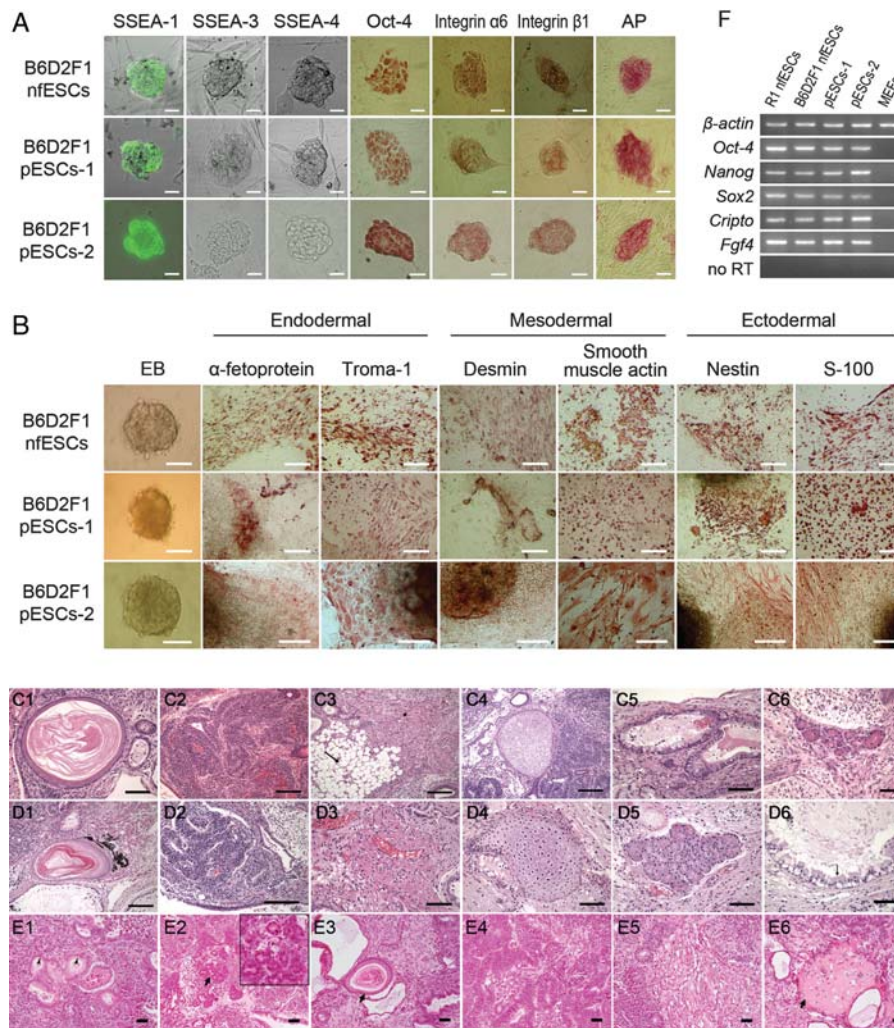 A
SSEA-1 SSEA-3 SSEA-4 Oct-4 Integrin α6 Integrin β1 AP
B6D2F1
nfESCs
B6D2F1
pESCs-1
B6D2F1
pESCs-2
F
R1 nfESCs B6D2F1 nfESCs pESCs-1 pESCs-2
β-actin
Oct-4
Nanog
Sox2
Cripto
Fgf4
no RT
B
Endodermal Mesodermal Ectodermal
EB α-fetoprotein Troma-1 Desmin Smooth
muscle actin Nestin S-100
B6D2F1
nfESCs
B6D2F1
pESCs-1
B6D2F1
pESCs-2
C1 C2 C3 C4 C5 C6
D1 D2 D3 D4 D5 D6
E1 E2 E3 E4 E5 E6